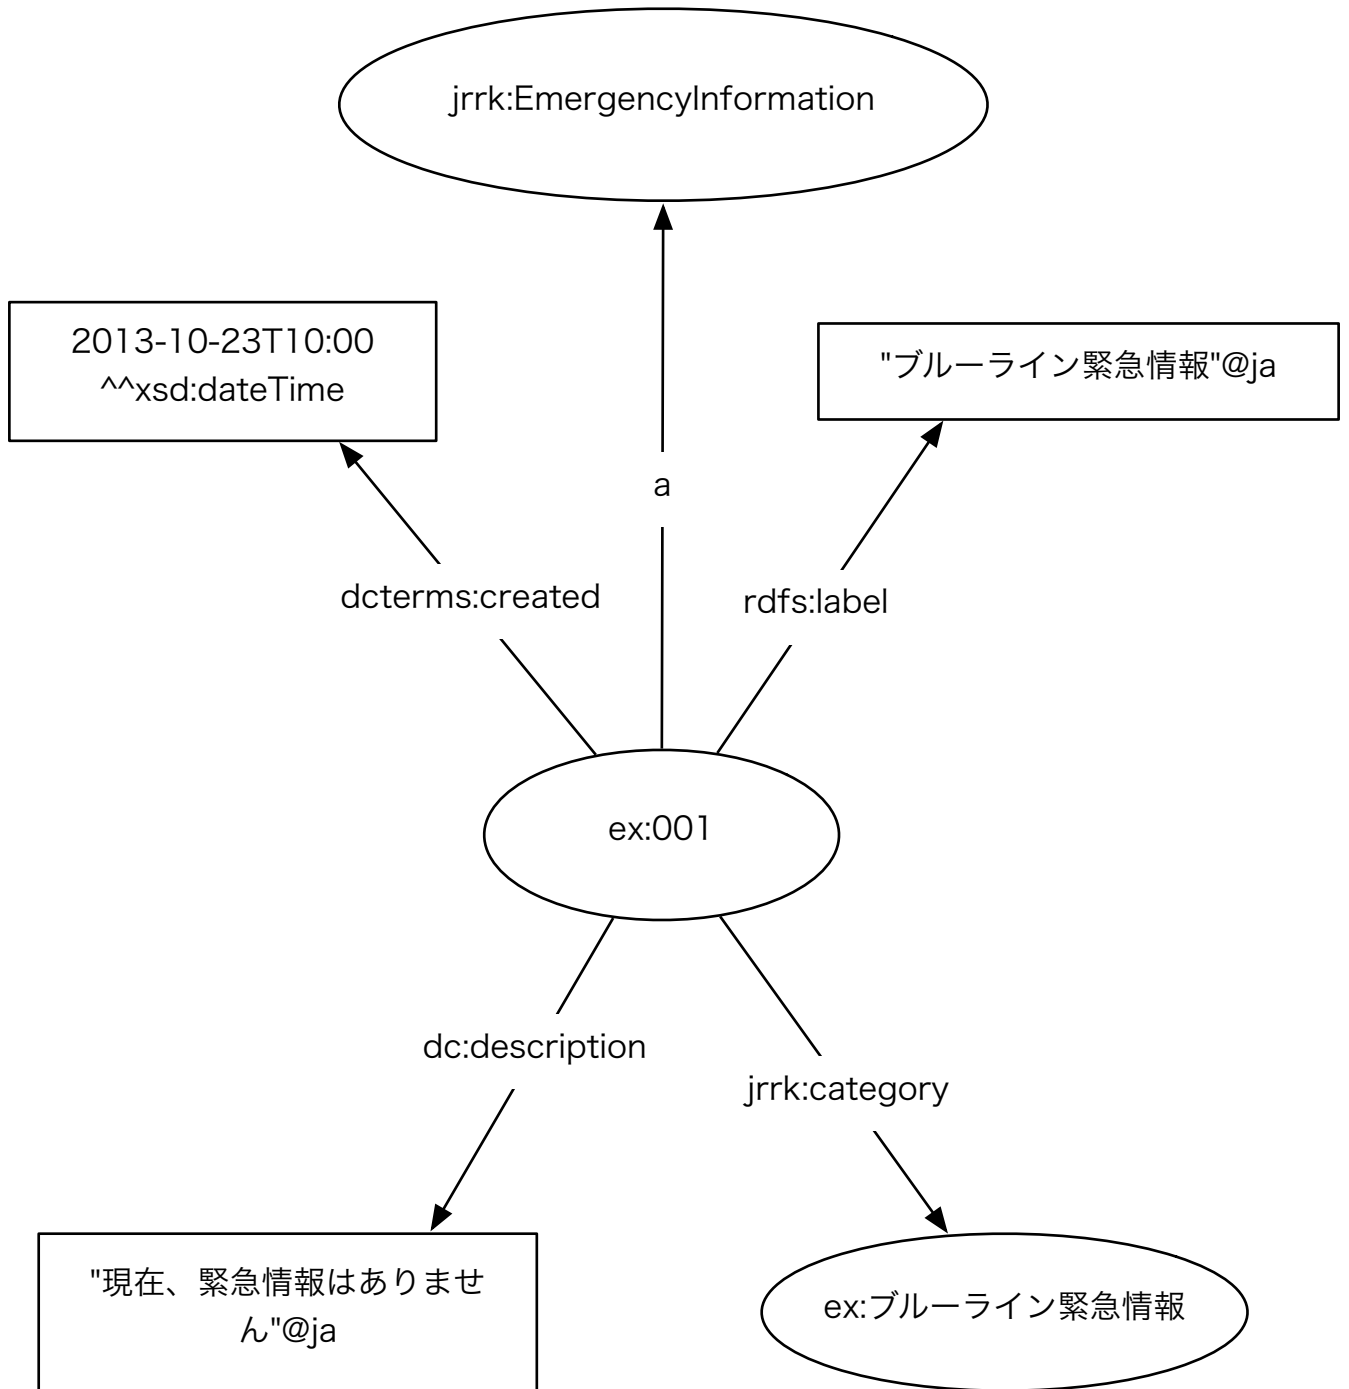 jrrk:EmergencyInformation
2013-10-23T10:00
^^xsd:dateTime
"ブルーライン緊急情報"@ja
a
dcterms:created
rdfs:label
ex:001
dc:description
jrrk:category
"現在、緊急情報はありませ
ん"@ja
ex:ブルーライン緊急情報